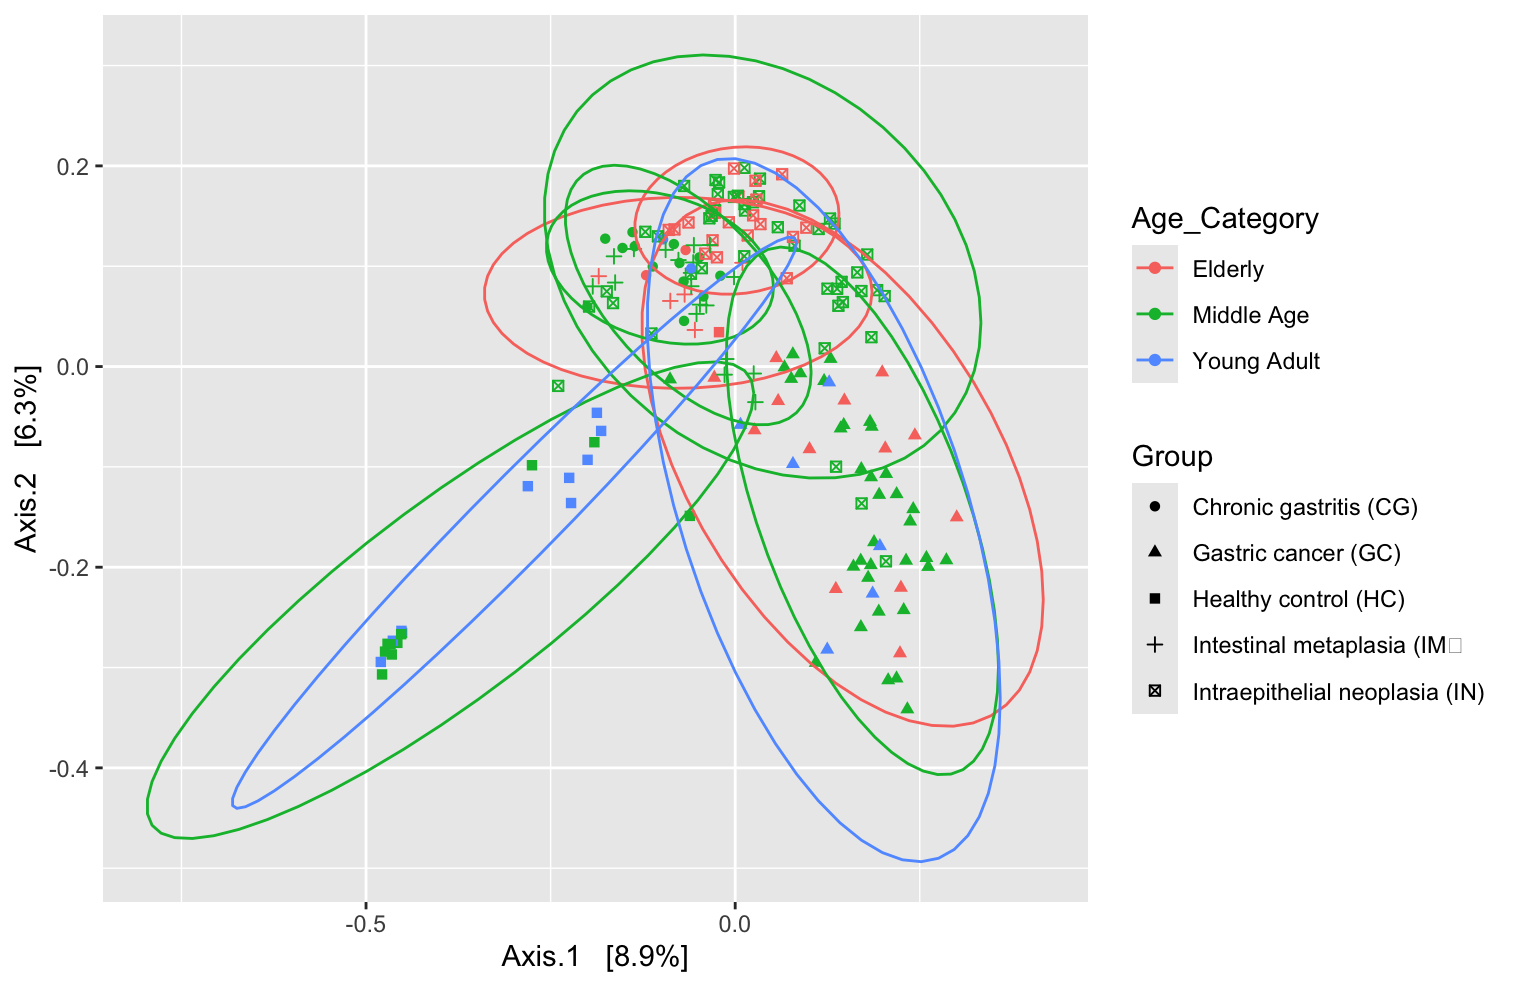 Axis.2 [6.3%]
0.2
0.0
-0.2
-0.4
-0.5
0.0
Axis.1 [8.9%]
Age_Category
Elderly
Middle Age
Young Adult
Group
Chronic gastritis (CG)
Gastric cancer (GC)
Healthy control (HC)
Intestinal metaplasia (IM□
Intraepithelial neoplasia (IN)